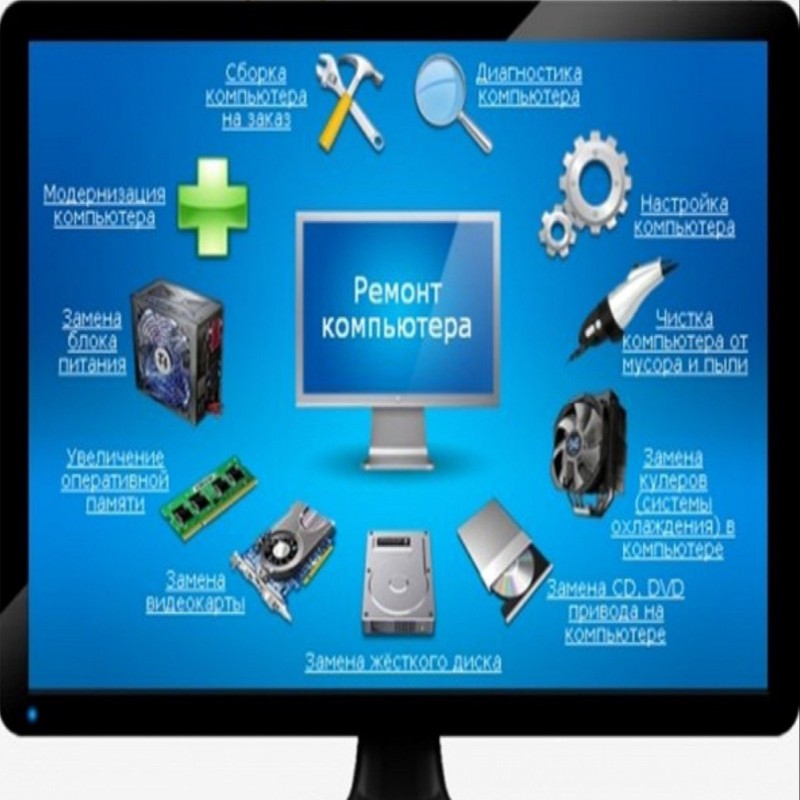 Сборка
компьютера
на заказ
Диагностика
компьютера
Модернизация
компьютера
Настройка
компьютера
Ремонт
компьютера
Замена
блока
питания
Чистка
компьютера от
мусора и пыли
Увеличение
оперативной
памяти
Замена
кулеров
(системы
охлаждения) в
компьютере
Замена
видеокарты
Замена CD, DVD
привода на
компьютере
Замена жёсткого диска